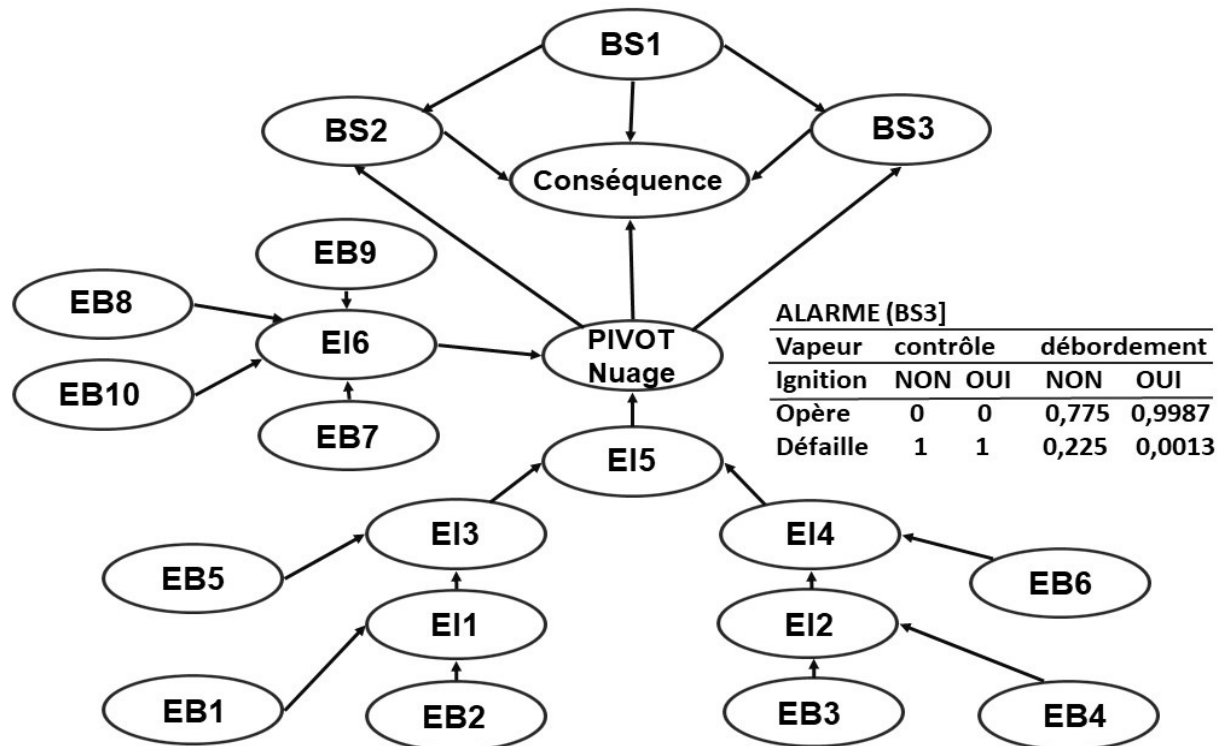 BS1
BS2
BS3
Conséquence
EB9
EB8
EI6
PIVOT
Nuage
EB10
EB7
ALARME (BS3]
Vapeur contrôle débordement
Ignition NON OUI NON OUI
Opère 0 0 0,775 0,9987
Défaille 1 1 0,225 0,0013
EI5
EI3
EI4
EB5
EB6
EI1
EI2
EB1
EB2
EB3
EB4